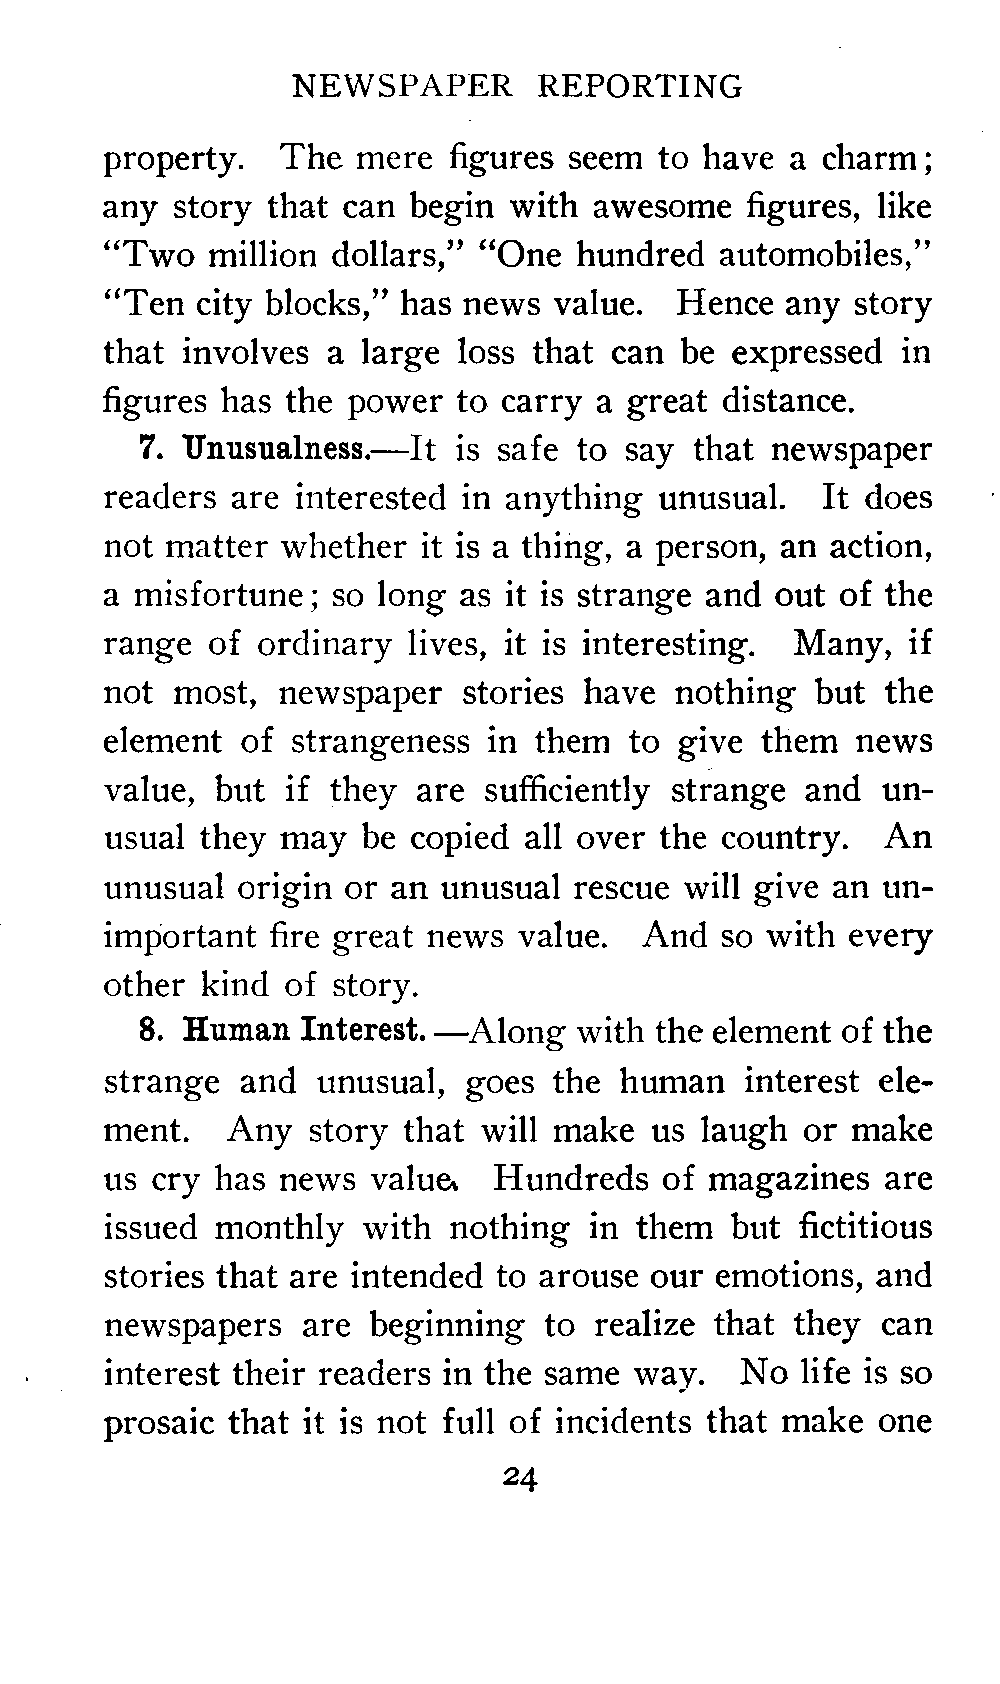 NEWSPAPER REPORTING
property. The mere figures seem to have a charm;
any story that can begin with awesome figures, like
“Two million dollars,” “One hundred automobiles,”
“Ten city blocks,” has news value. Hence any story
that involves a large loss that can be expressed in
figures has the power to carry a great distance.
7. Unusualness.—It is safe to say that newspaper
readers are interested in anything unusual. It does
not matter whether it is a thing, a person, an action,
a misfortune; so long as it is strange and out of the
range of ordinary lives, it is interesting. Many, if
not most, newspaper stories have nothing but the
element of strangeness in them to give them news
value, but if they are sufficiently strange and un-
usual they may be copied all over the country. An
unusual origin or an unusual rescue will give an un-
important fire great news value. And so with every
other kind of story.
8. Human Interest.—Along with the element of the
strange and unusual, goes the human interest ele-
ment. Any story that will make us laugh or make
us cry has news value. Hundreds of magazines are
issued monthly with nothing in them but fictitious
stories that are intended to arouse our emotions, and
newspapers are beginning to realize that they can
interest their readers in the same way. No life is so
prosaic that it is not full of incidents that make one
24